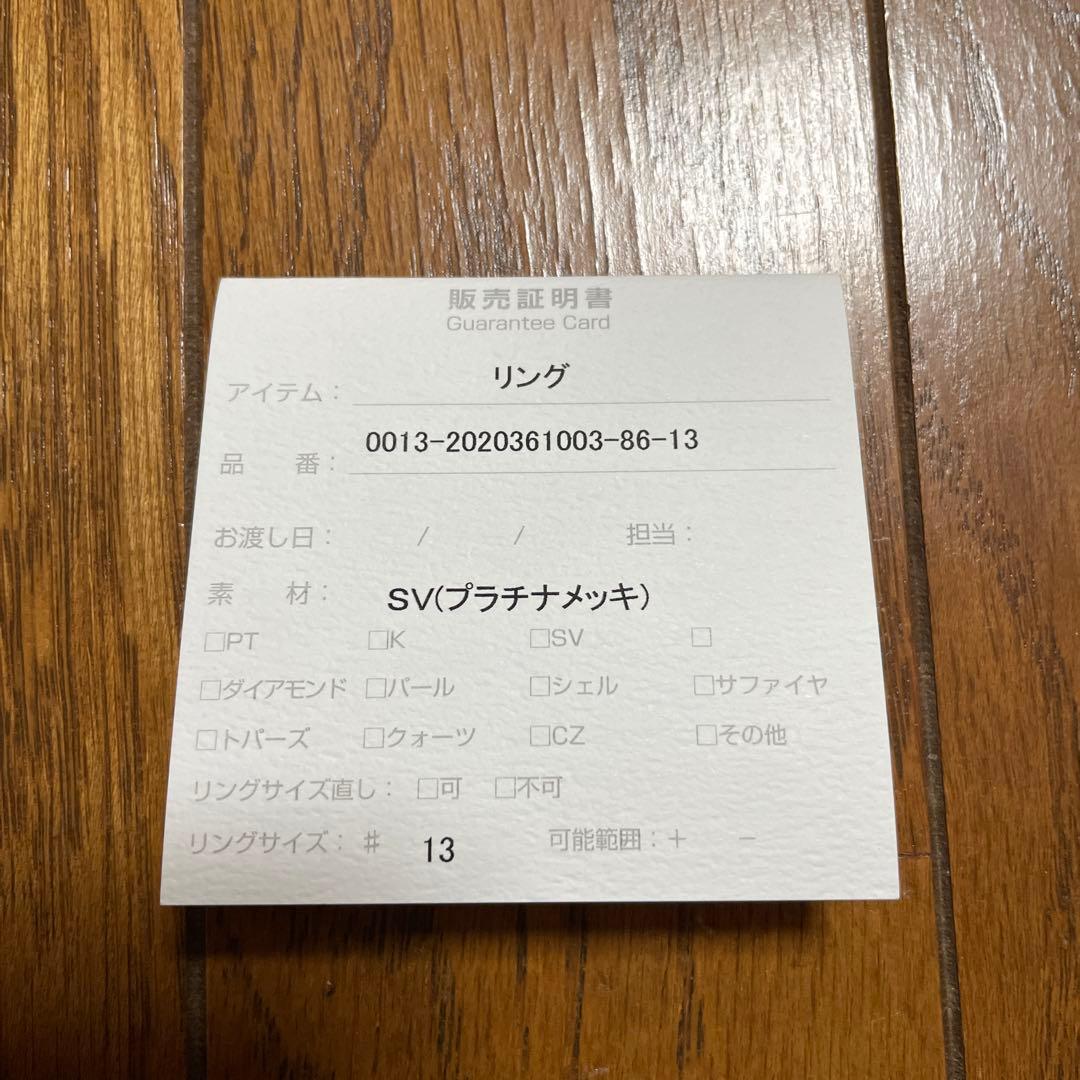 販売証明書
Guarantee Card
アイテム： リング
品　番： 0013-2020361003-86-13
お渡し日：　/　/　担当：
素　材： SV(プラチナメッキ)
□PT □K □SV □
□ダイアモンド □パール □シェル □サファイヤ
□トパーズ □クォーツ □CZ □その他
リングサイズ直し： □可 □不可
リングサイズ：♯ 13 可能範囲：＋ －